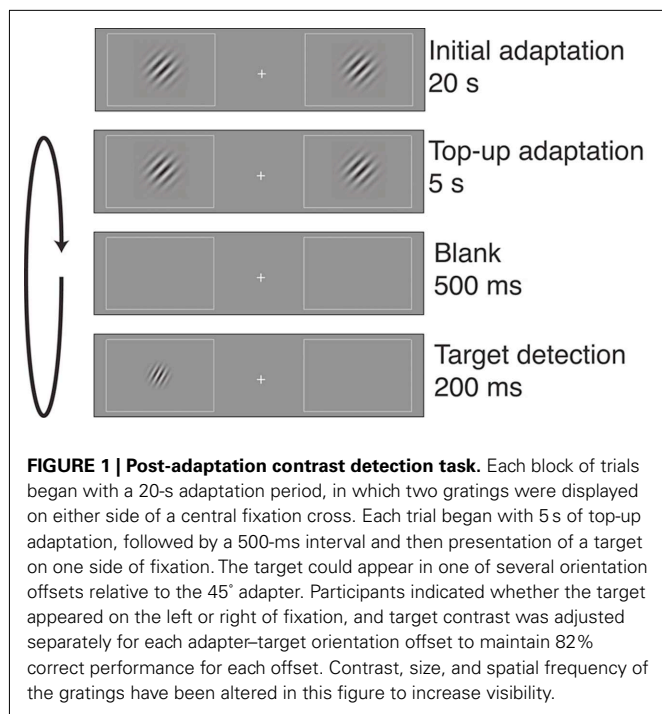 Initial adaptation
20 s
Top-up adaptation
5 s
Blank
500 ms
Target detection
200 ms
FIGURE 1 | Post-adaptation contrast detection task. Each block of trials
began with a 20-s adaptation period, in which two gratings were displayed
on either side of a central fixation cross. Each trial began with 5 s of top-up
adaptation, followed by a 500-ms interval and then presentation of a target
on one side of fixation. The target could appear in one of several orientation
offsets relative to the 45° adapter. Participants indicated whether the target
appeared on the left or right of fixation, and target contrast was adjusted
separately for each adapter–target orientation offset to maintain 82%
correct performance for each offset. Contrast, size, and spatial frequency of
the gratings have been altered in this figure to increase visibility.